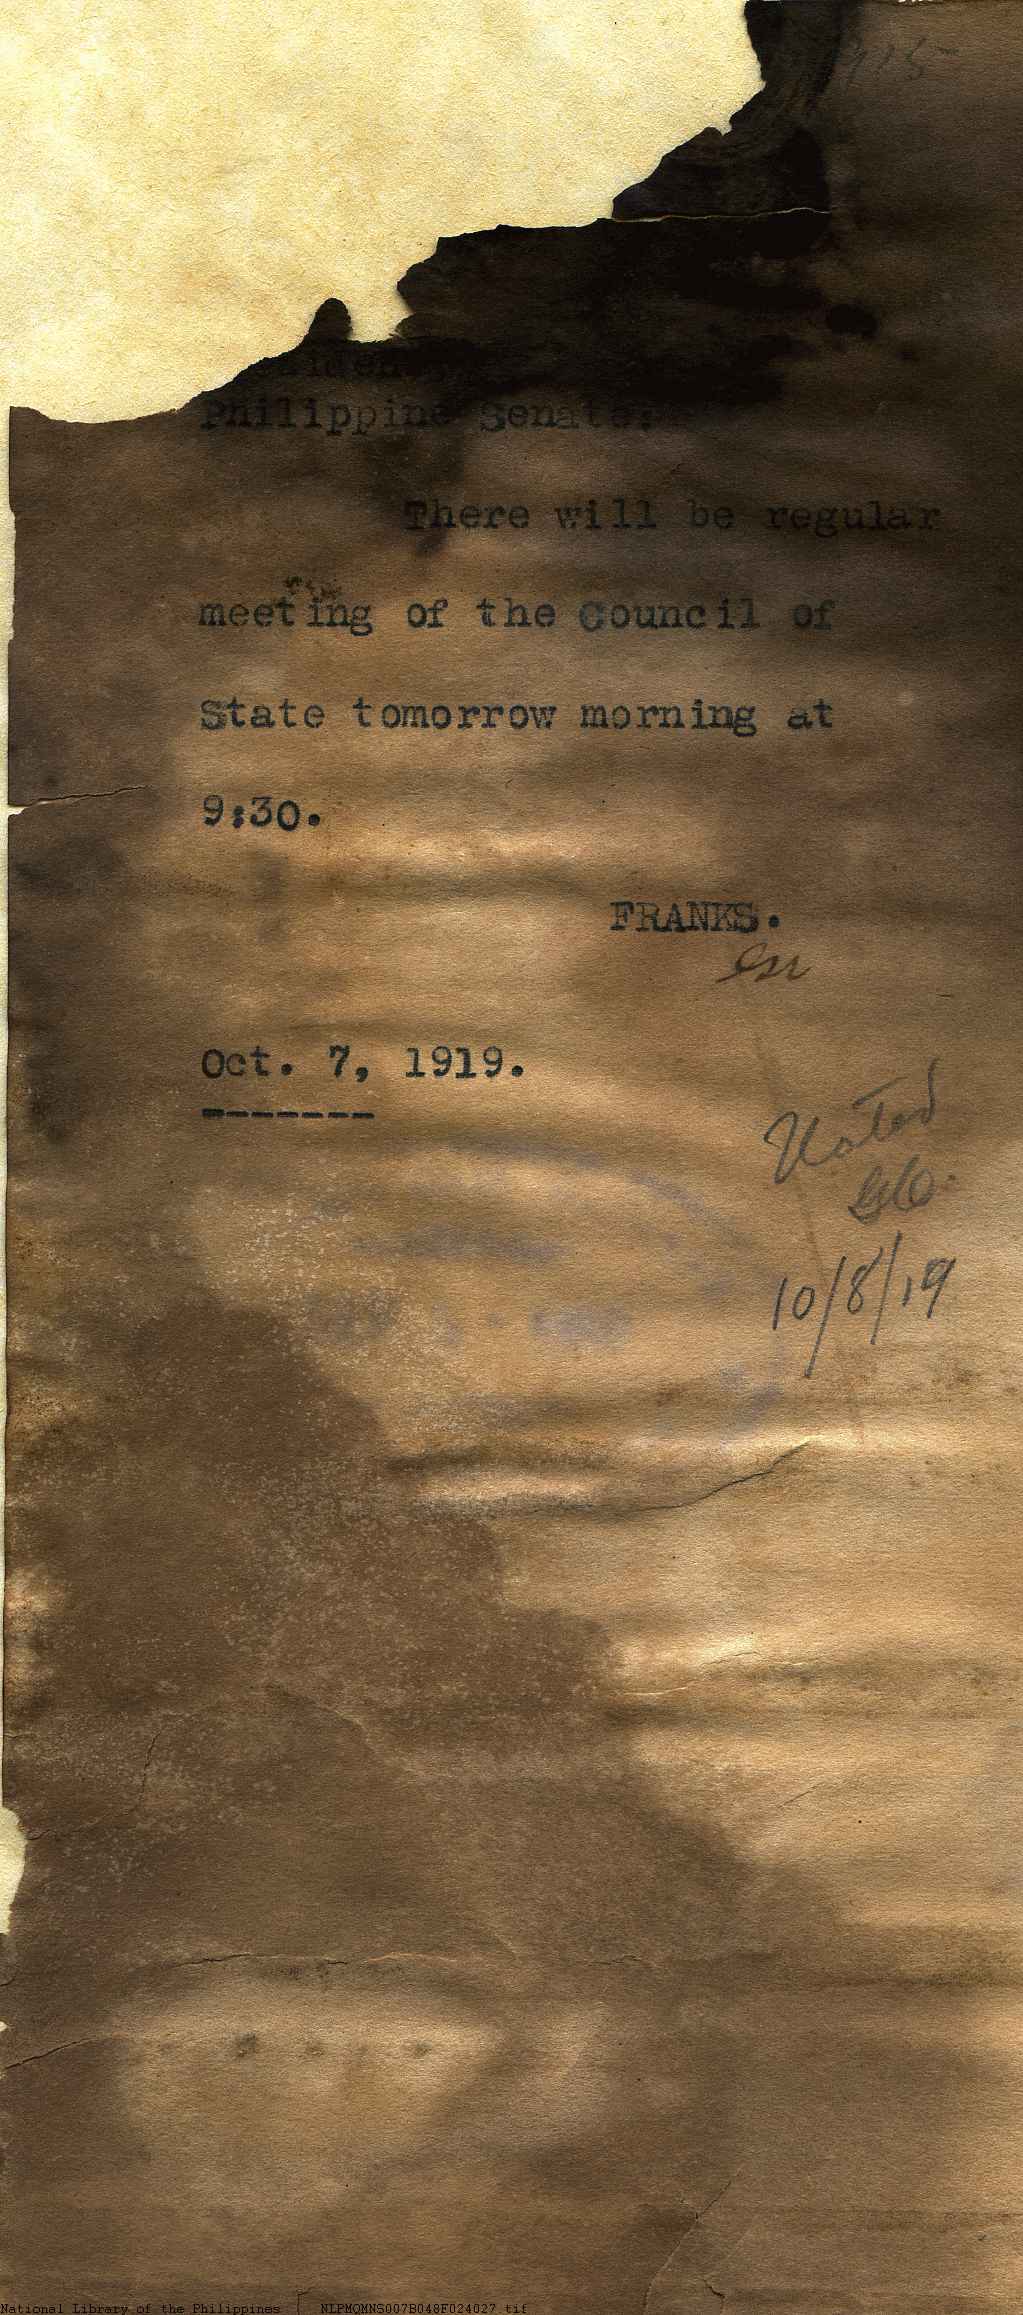 Philippine Senate:
There will be regular
meeting of the Council of
State tomorrow morning at
9:30.
FRANKS.
Oct. 7, 1919.
-------
Noted
10/8/19
National Library of the Philippines | NLPMQMNS007B048F024027.tif